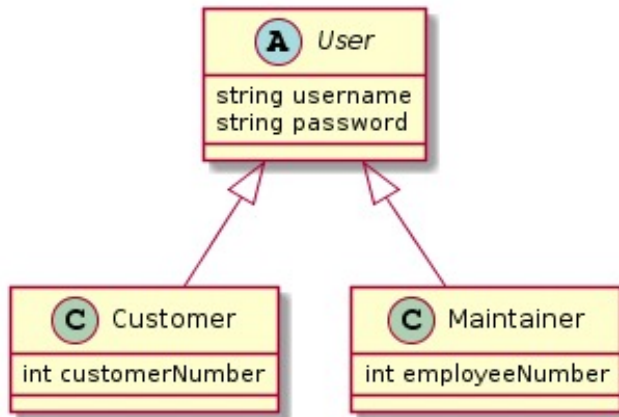 A User
string username
string password
C Customer
int customerNumber
C Maintainer
int employeeNumber